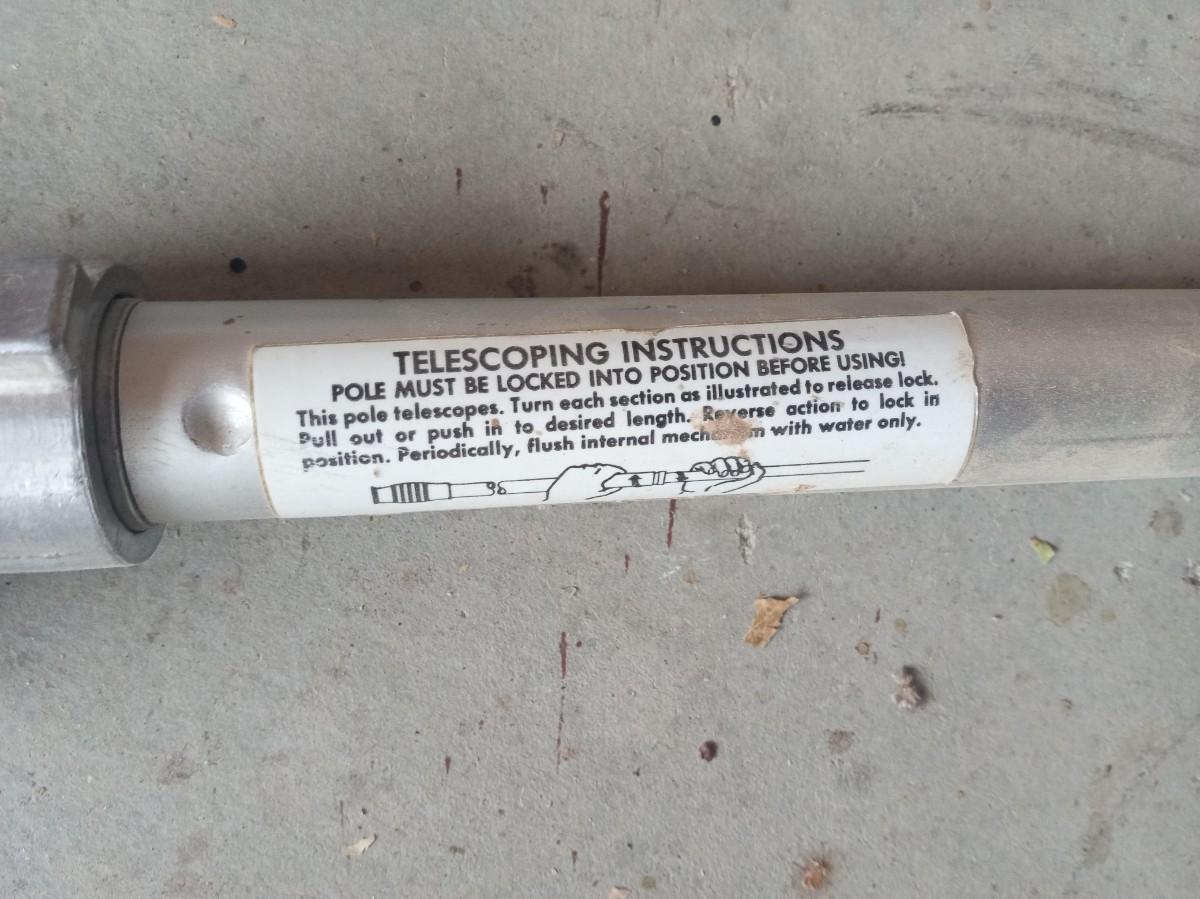 TELESCOPING INSTRUCTIONS
POLE MUST BE LOCKED INTO POSITION BEFORE USING!
This pole telescopes. Turn each section as illustrated to release lock.
Pull out or push in to desired length. Reverse action to lock in
position. Periodically, flush internal mechanism with water only.